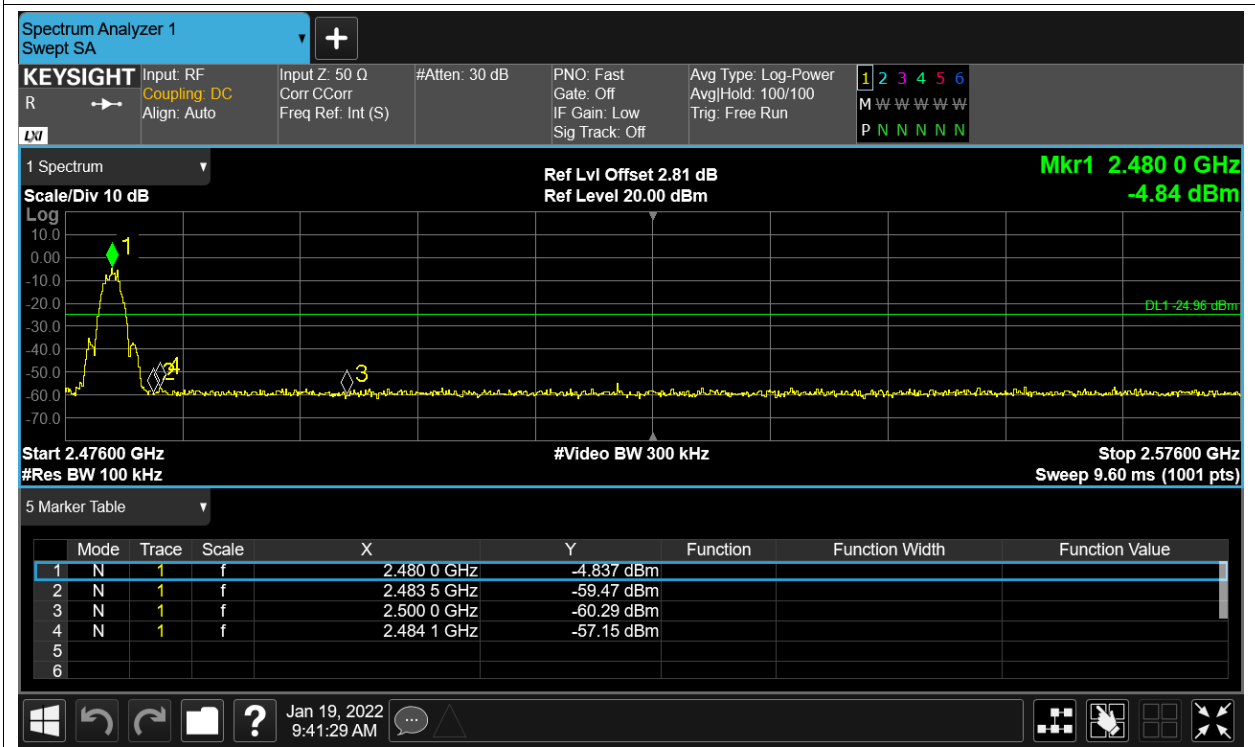 Spectrum Analyzer 1
Swept SA
+
KEYSIGHT
R
LXI
Input: RF
Coupling: DC
Align: Auto
Input Z: 50 Ω
Corr CCorr
Freq Ref: Int (S)
#Atten: 30 dB
PNO: Fast
Gate: Off
IF Gain: Low
Sig Track: Off
Avg Type: Log-Power
Avg|Hold: 100/100
Trig: Free Run
1 2 3 4 5 6
M W W W W W
P N N N N N
1 Spectrum
Scale/Div 10 dB
Ref Lvl Offset 2.81 dB
Ref Level 20.00 dBm
Mkr1 2.480 0 GHz
-4.84 dBm
Log
10.0
0.00
-10.0
-20.0
-30.0
-40.0
-50.0
-60.0
-70.0
1
2
4
3
DL1 -24.96 dBm
Start 2.47600 GHz
#Video BW 300 kHz
Stop 2.57600 GHz
#Res BW 100 kHz
Sweep 9.60 ms (1001 pts)
5 Marker Table
Mode Trace Scale X Y Function Function Width Function Value
1 N 1 f 2.480 0 GHz -4.837 dBm
2 N 1 f 2.483 5 GHz -59.47 dBm
3 N 1 f 2.500 0 GHz -60.29 dBm
4 N 1 f 2.484 1 GHz -57.15 dBm
5
6
?
Jan 19, 2022
9:41:29 AM